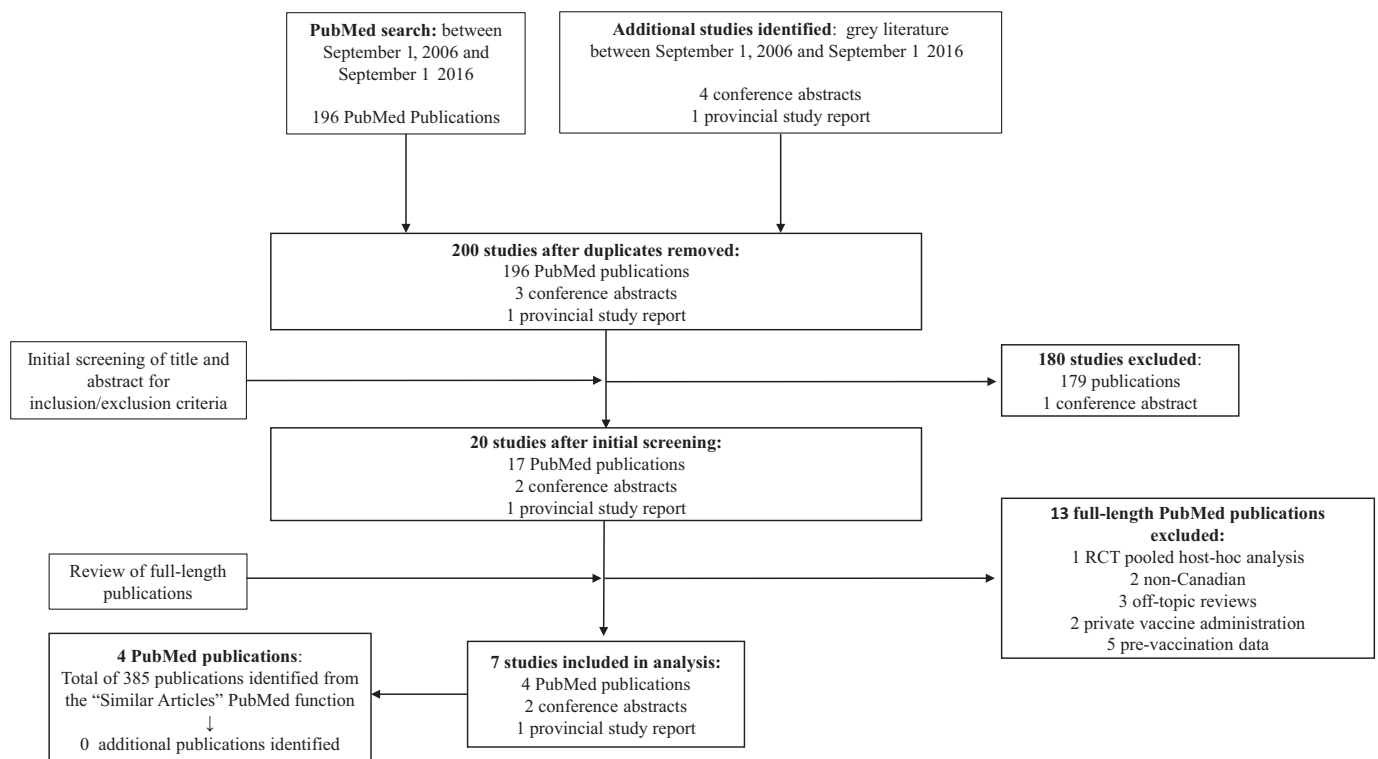 PubMed search: between
September 1, 2006 and
September 1 2016
196 PubMed Publications
Additional studies identified: grey literature
between September 1, 2006 and September 1 2016
4 conference abstracts
1 provincial study report
200 studies after duplicates removed:
196 PubMed publications
3 conference abstracts
1 provincial study report
Initial screening of title and
abstract for
inclusion/exclusion criteria
180 studies excluded:
179 publications
1 conference abstract
20 studies after initial screening:
17 PubMed publications
2 conference abstracts
1 provincial study report
Review of full-length
publications
13 full-length PubMed publications
excluded:
1 RCT pooled host-hoc analysis
2 non-Canadian
3 off-topic reviews
2 private vaccine administration
5 pre-vaccination data
4 PubMed publications:
Total of 385 publications identified from
the “Similar Articles” PubMed function
↓
0 additional publications identified
7 studies included in analysis:
4 PubMed publications
2 conference abstracts
1 provincial study report